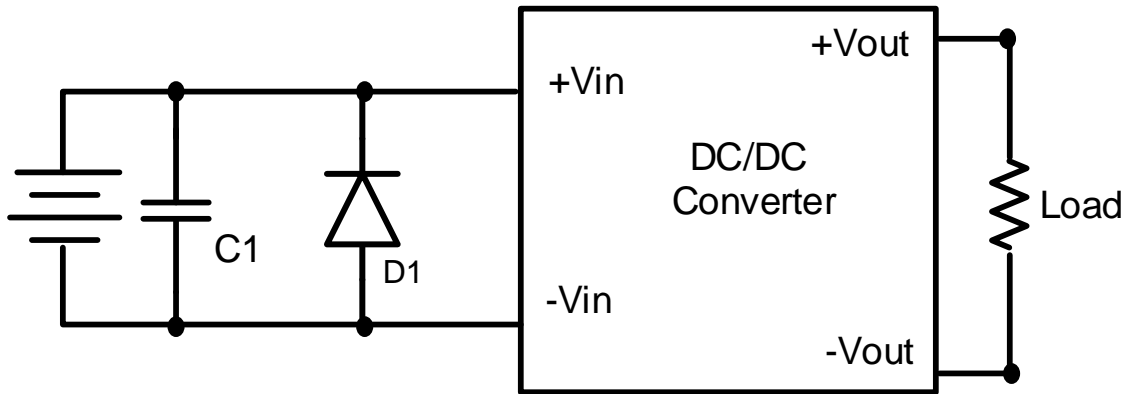 +Vout
+Vin
DC/DC
Converter
Load
C1
D1
-Vin
-Vout